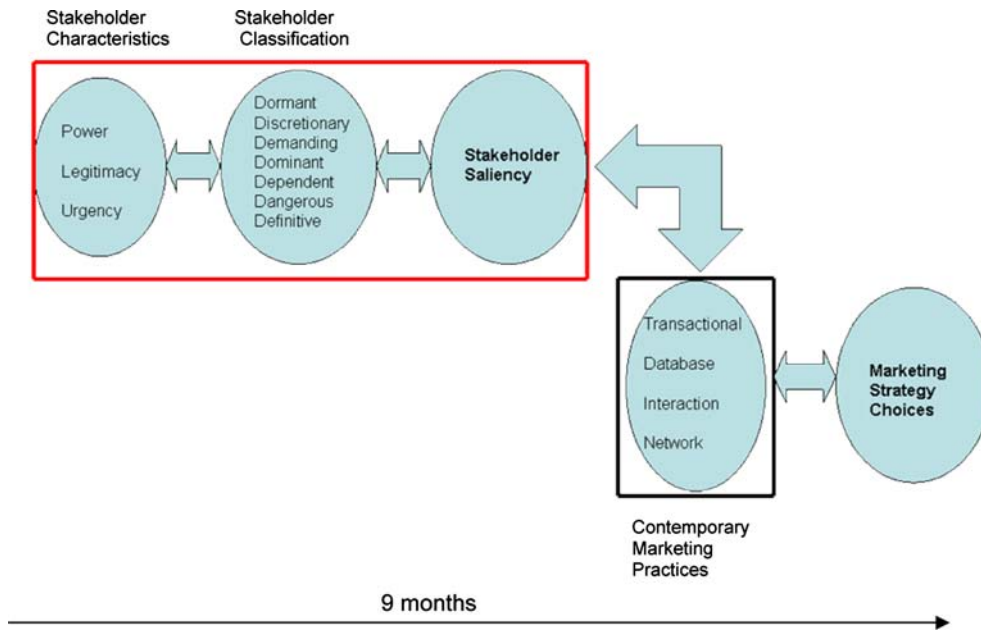 Stakeholder
Characteristics
Stakeholder
Classification
Power
Legitimacy
Urgency
Dormant
Discretionary
Demanding
Dominant
Dependent
Dangerous
Definitive
Stakeholder
Saliency
Transactional
Database
Interaction
Network
Marketing
Strategy
Choices
Contemporary
Marketing
Practices
9 months